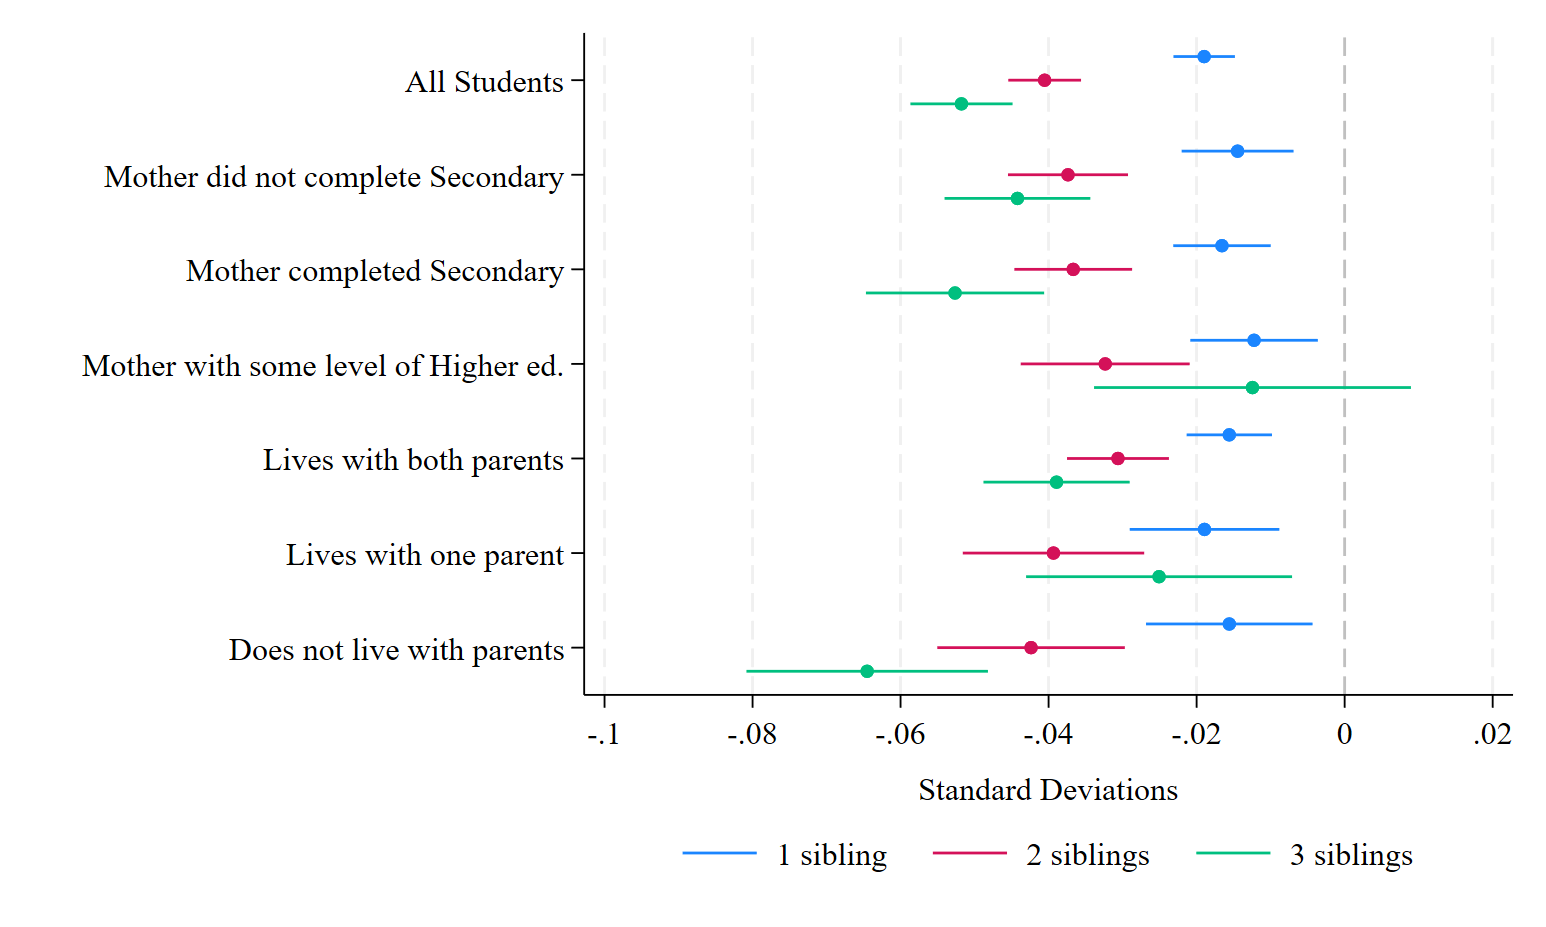 All Students
Mother did not complete Secondary
Mother completed Secondary
Mother with some level of Higher ed.
Lives with both parents
Lives with one parent
Does not live with parents
-.1 -.08 -.06 -.04 -.02 0 .02
Standard Deviations
1 sibling 2 siblings 3 siblings